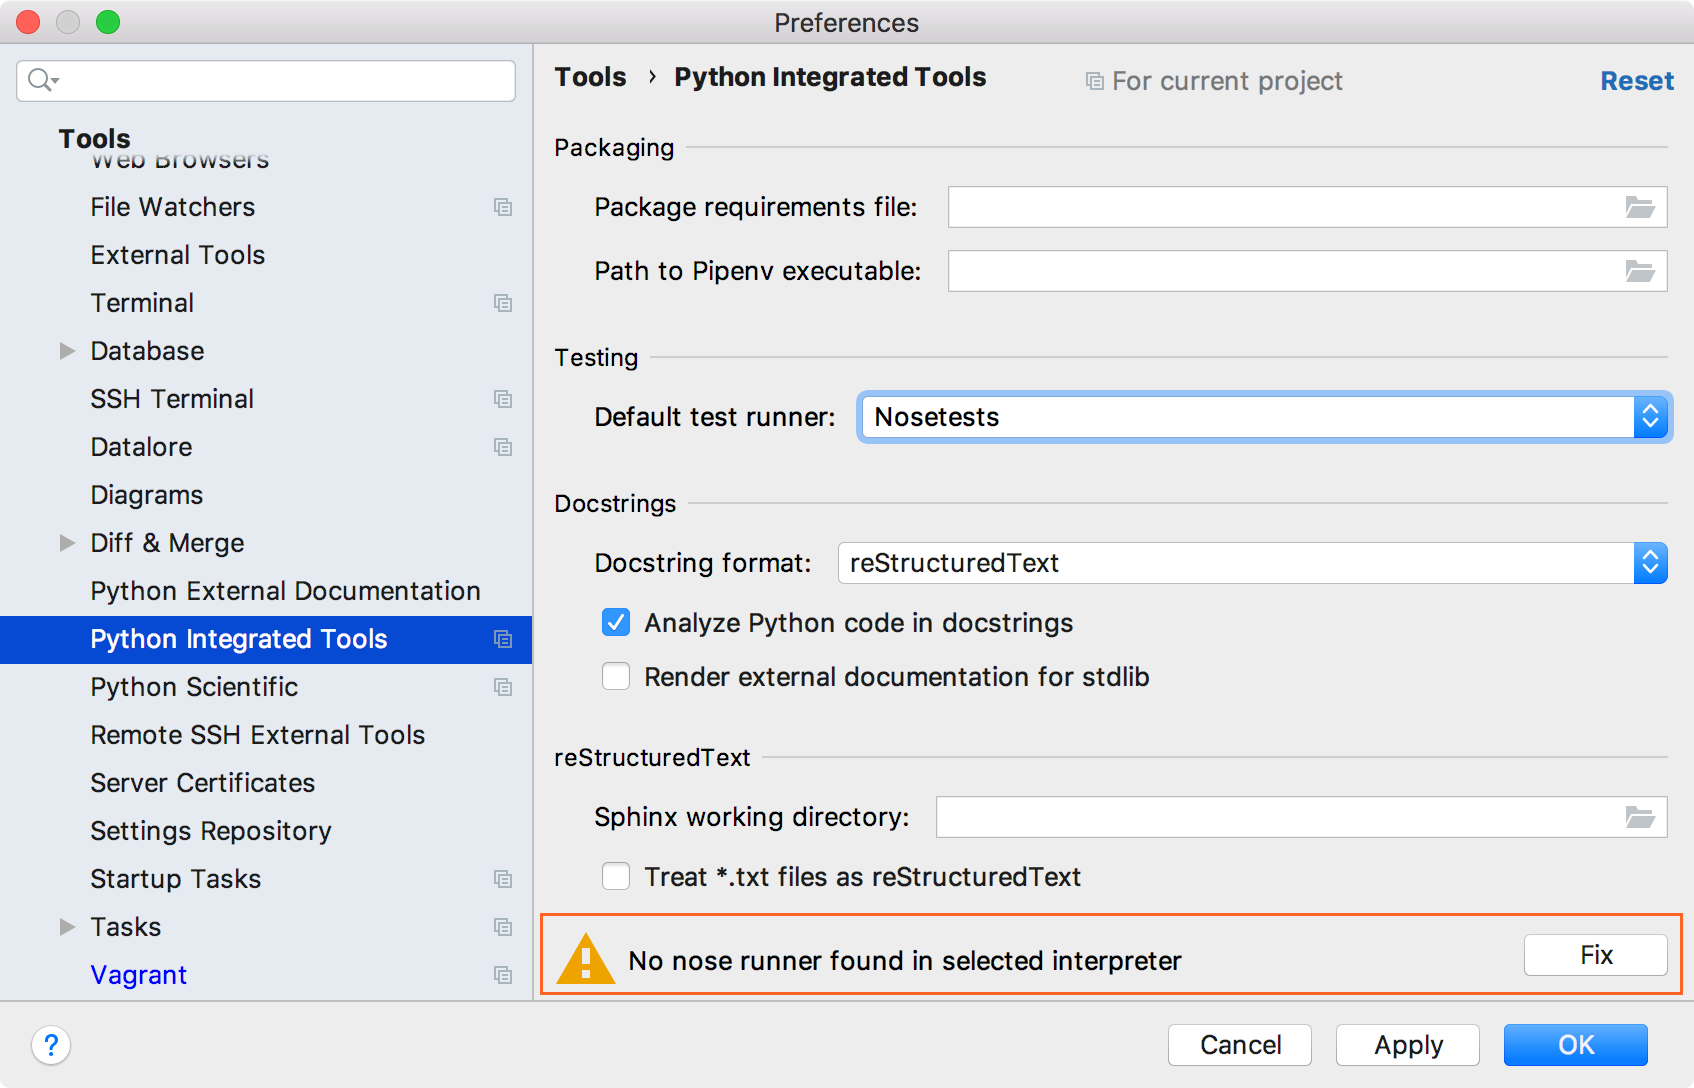 Preferences
Tools
Web Browsers
File Watchers
External Tools
Terminal
Database
SSH Terminal
Datalore
Diagrams
Diff & Merge
Python External Documentation
Python Integrated Tools
Python Scientific
Remote SSH External Tools
Server Certificates
Settings Repository
Startup Tasks
Tasks
Vagrant
Tools › Python Integrated Tools
For current project
Reset
Packaging
Package requirements file:
Path to Pipenv executable:
Testing
Default test runner: Nosetests
Docstrings
Docstring format: reStructuredText
Analyze Python code in docstrings
Render external documentation for stdlib
reStructuredText
Sphinx working directory:
Treat *.txt files as reStructuredText
No nose runner found in selected interpreter
Fix
?
Cancel
Apply
OK